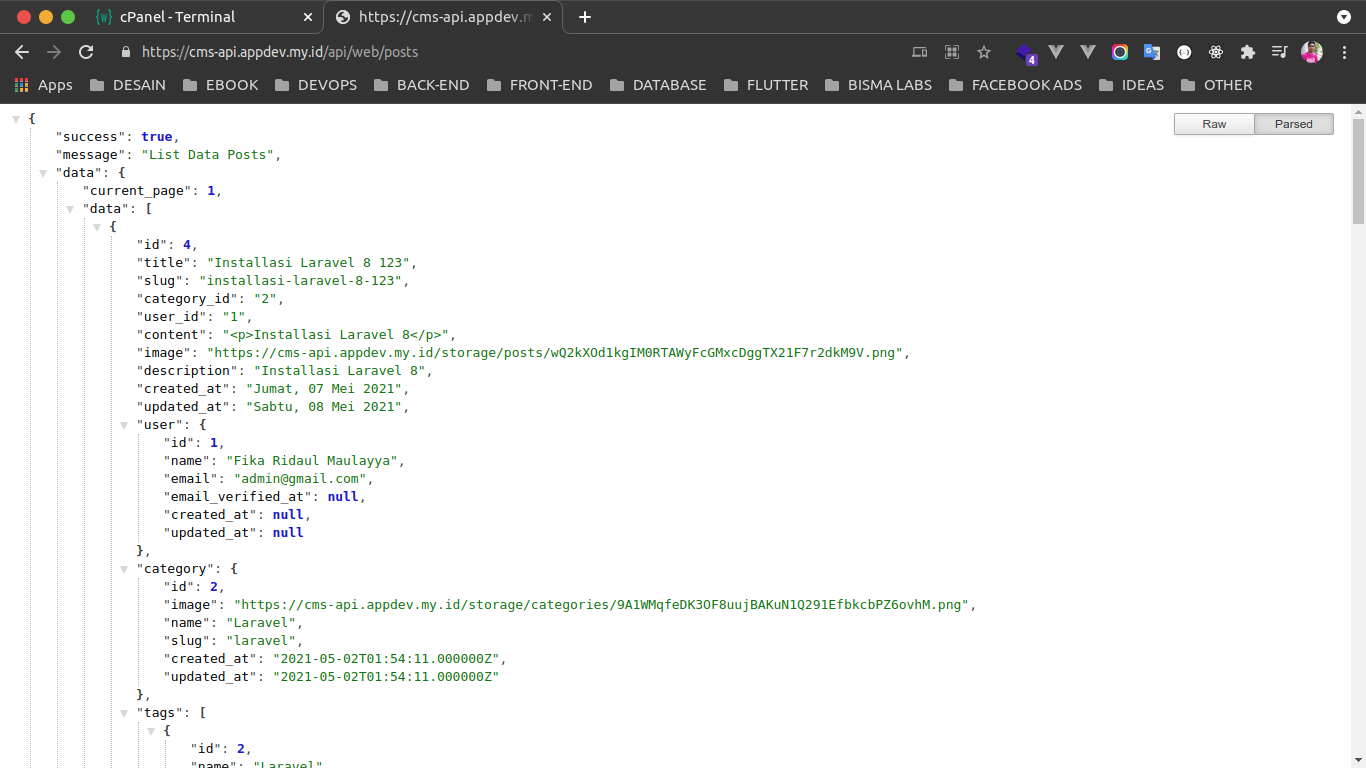 cPanel - Terminal
https://cms-api.appdev.m
https://cms-api.appdev.my.id/api/web/posts
4
Apps DESAIN EBOOK DEVOPS BACK-END FRONT-END DATABASE FLUTTER BISMA LABS FACEBOOK ADS IDEAS OTHER
Raw Parsed
{
"success": true,
"message": "List Data Posts",
"data": {
"current_page": 1,
"data": [
{
"id": 4,
"title": "Installasi Laravel 8 123",
"slug": "installasi-laravel-8-123",
"category_id": "2",
"user_id": "1",
"content": "<p>Installasi Laravel 8</p>",
"image": "https://cms-api.appdev.my.id/storage/posts/wQ2kXOd1kgIM0RTAWyFcGMxcDggTX21F7r2dkM9V.png",
"description": "Installasi Laravel 8",
"created_at": "Jumat, 07 Mei 2021",
"updated_at": "Sabtu, 08 Mei 2021",
"user": {
"id": 1,
"name": "Fika Ridaul Maulayya",
"email": "admin@gmail.com",
"email_verified_at": null,
"created_at": null,
"updated_at": null
},
"category": {
"id": 2,
"image": "https://cms-api.appdev.my.id/storage/categories/9A1WMqfeDK3OF8uujBAKuN1Q291EfbkcbPZ6ovhM.png",
"name": "Laravel",
"slug": "laravel",
"created_at": "2021-05-02T01:54:11.000000Z",
"updated_at": "2021-05-02T01:54:11.000000Z"
},
"tags": [
{
"id": 2,
"name": "Laravel"